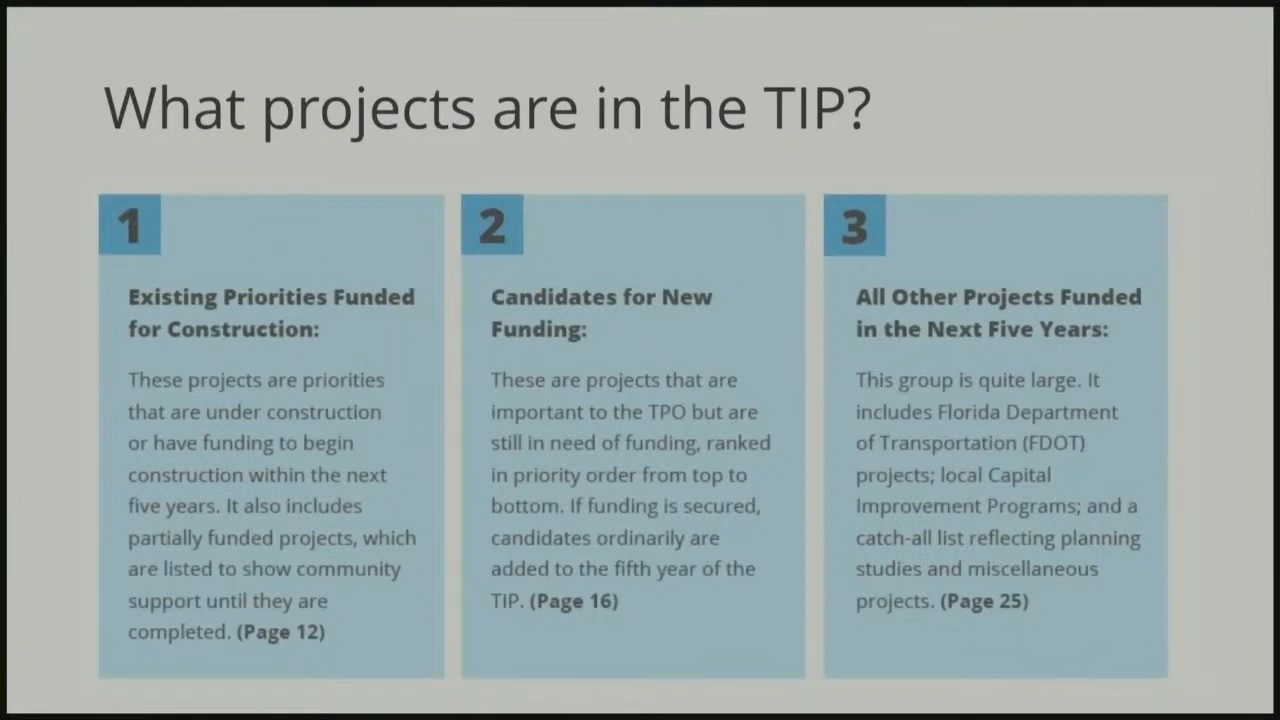 What projects are in the TIP?
1
Existing Priorities Funded
for Construction:
These projects are priorities
that are under construction
or have funding to begin
construction within the next
five years. It also includes
partially funded projects, which
are listed to show community
support until they are
completed. (Page 12)
2
Candidates for New
Funding:
These are projects that are
important to the TPO but are
still in need of funding, ranked
in priority order from top to
bottom. If funding is secured,
candidates ordinarily are
added to the fifth year of the
TIP. (Page 16)
3
All Other Projects Funded
in the Next Five Years:
This group is quite large. It
includes Florida Department
of Transportation (FDOT)
projects; local Capital
Improvement Programs; and a
catch-all list reflecting planning
studies and miscellaneous
projects. (Page 25)